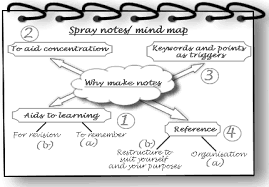 Spray notes/ mind map
②
To aid concentration
Keywords and points
as triggers
③
Why make notes
Aids to learning
①
For revision
(b)
To remember
(a)
Reference
④
(b)
Restructure to
suit yourself
and your purposes
Organisation
(a)